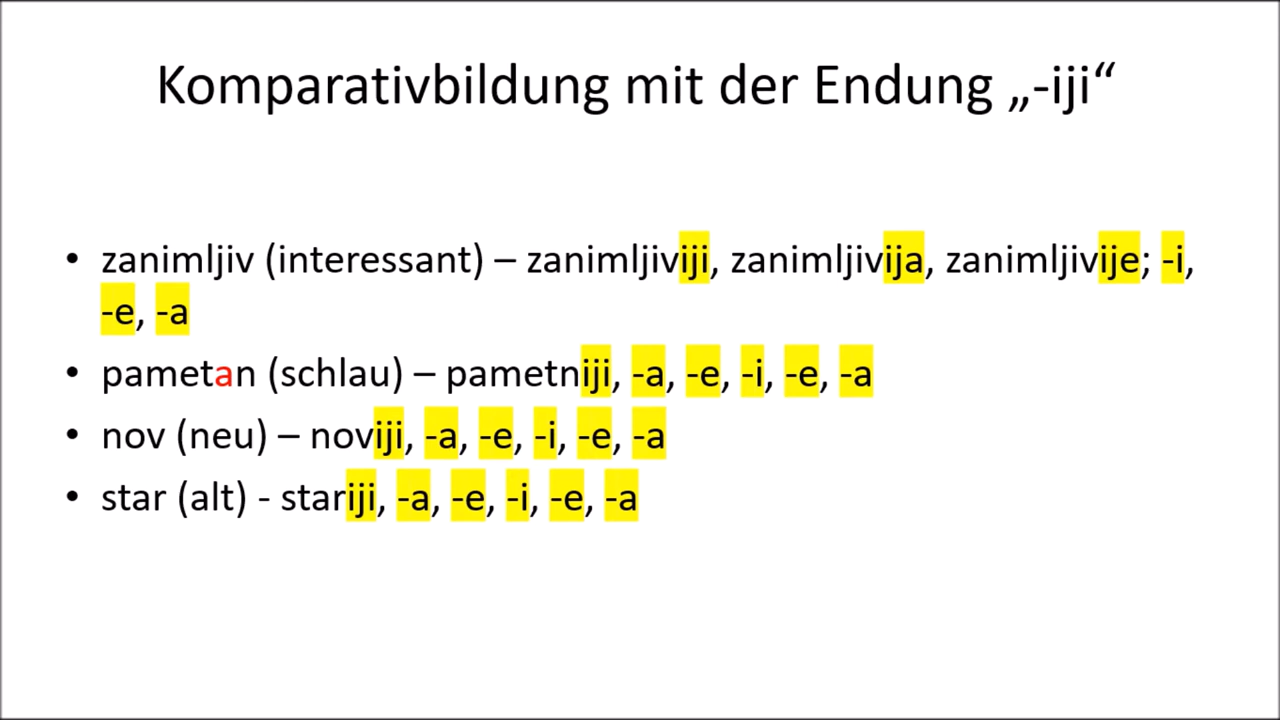 Komparativbildung mit der Endung „-iji“
• zanimljiv (interessant) – zanimljiviji, zanimljivija, zanimljivije; -i,
-e, -a
• pametan (schlau) – pametniji, -a, -e, -i, -e, -a
• nov (neu) – noviji, -a, -e, -i, -e, -a
• star (alt) - stariji, -a, -e, -i, -e, -a